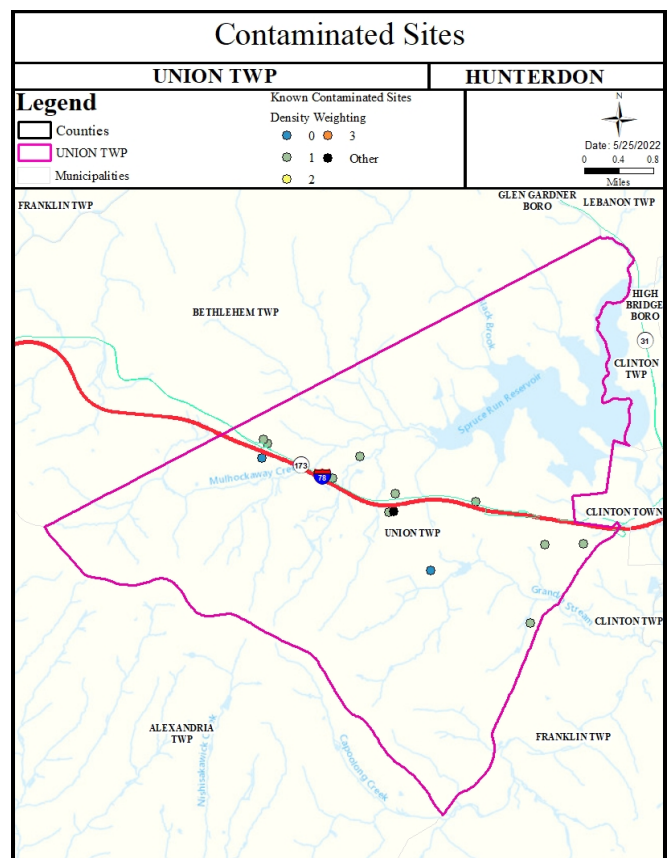 Contaminated Sites
UNION TWP
HUNTERDON
Legend
Counties
UNION TWP
Municipalities
Known Contaminated Sites
Density Weighting
0
3
1
Other
2
N
Date: 5/25/2022
0 0.4 0.8
Miles
FRANKLIN TWP
GLEN GARDNER
BORO
LEBANON TWP
BETHLEHEM TWP
HIGH
BRIDGE
BORO
31
CLINTON
TWP
Spruce Run Reservoir
173
Mulhockaway Creek
78
CLINTON TOWN
UNION TWP
CLINTON TWP
ALEXANDRIA
TWP
Nishisakawick Creek
Capoolong Creek
FRANKLIN TWP